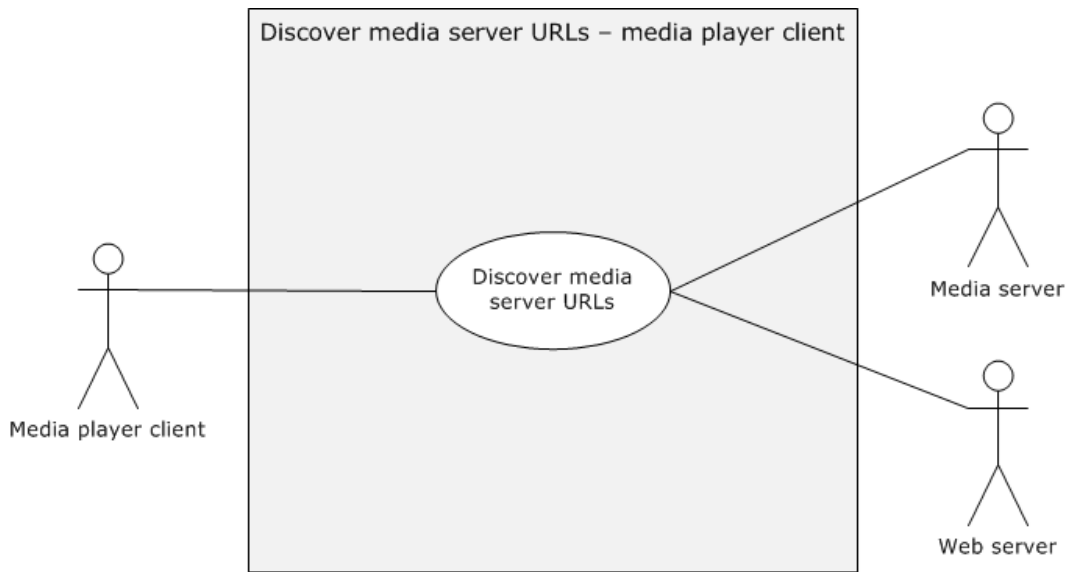 Discover media server URLs – media player client
Discover media
server URLs
Media server
Media player client
Web server